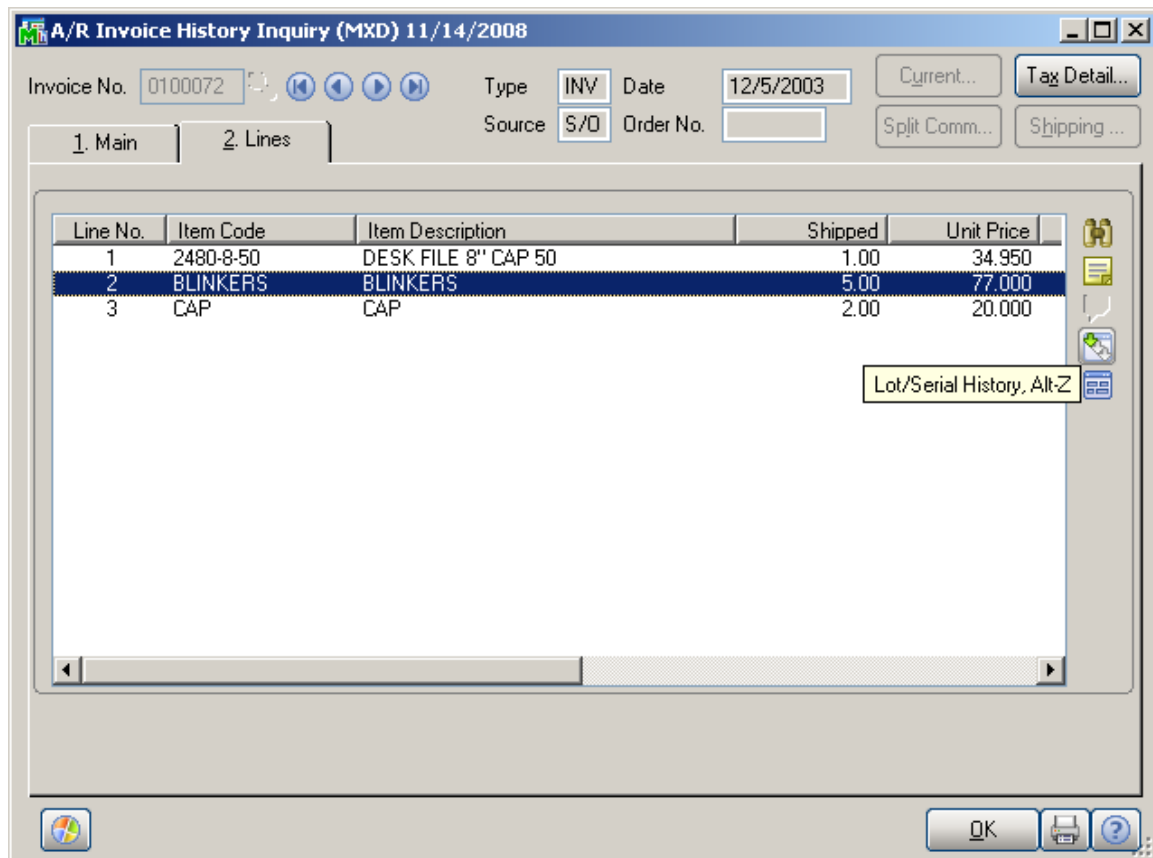 A/R Invoice History Inquiry (MXD) 11/14/2008
Invoice No. 0100072 Type INV Date 12/5/2003 Current... Tax Detail...
Source S/O Order No. Split Comm... Shipping ...
1. Main 2. Lines
Line No. Item Code Item Description Shipped Unit Price
1 2480-8-50 DESK FILE 8" CAP 50 1.00 34.950
2 BLINKERS BLINKERS 5.00 77.000
3 CAP CAP 2.00 20.000
Lot/Serial History, Alt-Z
OK